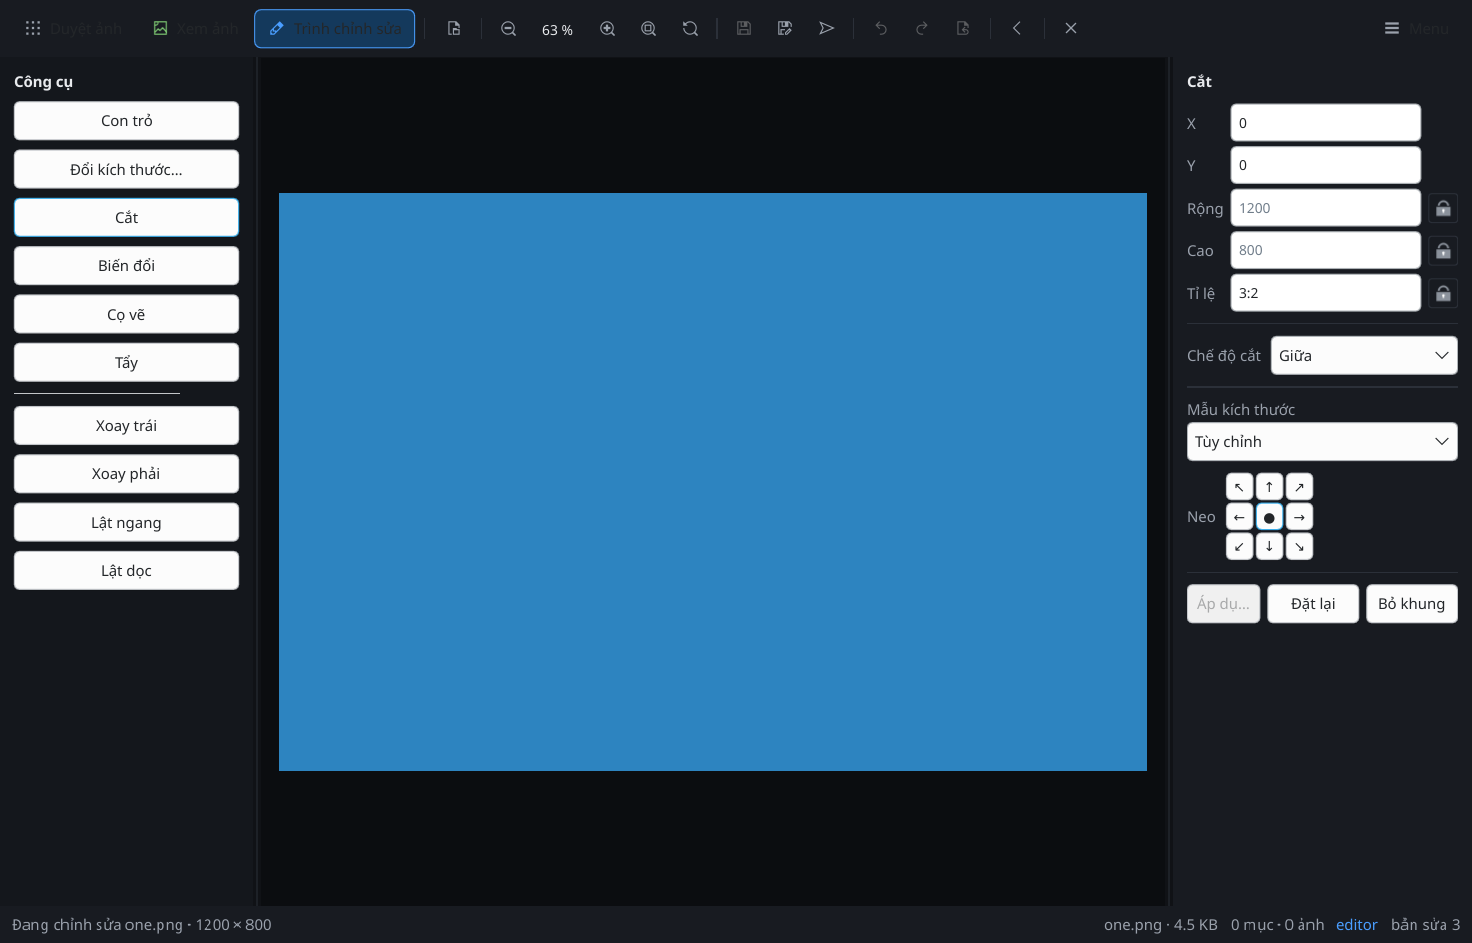 Duyệt ảnh Xem ảnh Trình chỉnh sửa 63 % Menu
Công cụ
Con trỏ
Đổi kích thước...
Cắt
Biến đổi
Cọ vẽ
Tẩy
Xoay trái
Xoay phải
Lật ngang
Lật dọc
Cắt
X 0
Y 0
Rộng 1200
Cao 800
Tỉ lệ 3:2
Chế độ cắt Giữa
Mẫu kích thước
Tùy chỉnh
↖ ↑ ↗
Neo ← ● →
↙ ↓ ↘
Áp dụ... Đặt lại Bỏ khung
Đang chỉnh sửa one.png · 1200 × 800 one.png · 4.5 KB 0 mục · 0 ảnh editor bản sửa 3